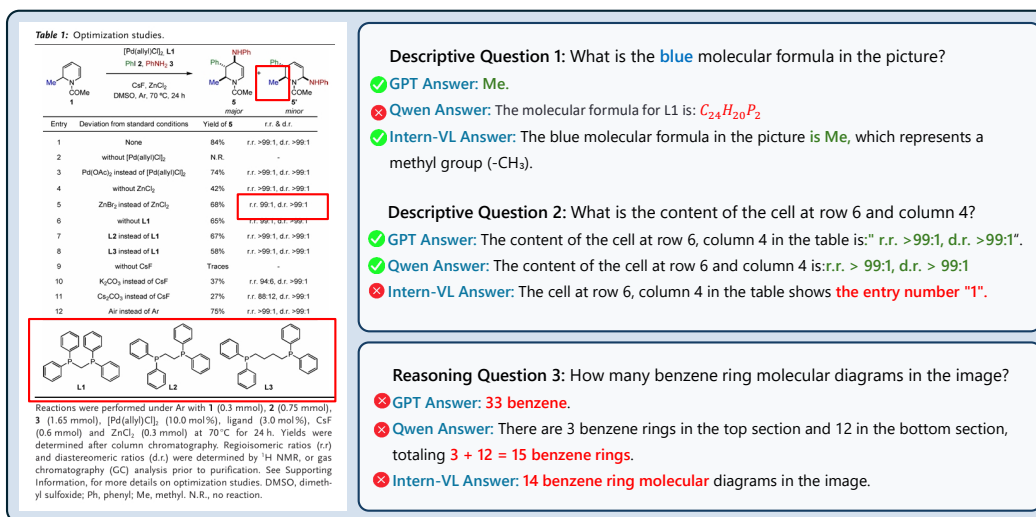 Table 1: Optimization studies.
[Pd(allyl)Cl]₂, L1
PhI 2, PhNH₂ 3
CsF, ZnCl₂
DMSO, Ar, 70 ºC, 24 h
Me
N
COMe
1
NHPh
Ph
Me
N
COMe
5
major
+
Ph
Me
N
NHPh
COMe
5'
minor
Entry Deviation from standard conditions Yield of 5 r.r. & d.r.
1 None 84% r.r. >99:1, d.r. >99:1
2 without [Pd(allyl)Cl]₂ N.R. -
3 Pd(OAc)₂ instead of [Pd(allyl)Cl]₂ 74% r.r. >99:1, d.r. >99:1
4 without ZnCl₂ 42% r.r. >99:1, d.r. >99:1
5 ZnBr₂ instead of ZnCl₂ 68% r.r. 99:1, d.r. >99:1
6 without L1 65% r.r. 99:1, d.r. >99:1
7 L2 instead of L1 67% r.r. >99:1, d.r. >99:1
8 L3 instead of L1 58% r.r. >99:1, d.r. >99:1
9 without CsF Traces -
10 K₂CO₃ instead of CsF 37% r.r. 94:6, d.r. >99:1
11 Cs₂CO₃ instead of CsF 27% r.r. 88:12, d.r. >99:1
12 Air instead of Ar 75% r.r. >99:1, d.r. >99:1
P P
L1
P P
L2
P P
L3
Reactions were performed under Ar with 1 (0.3 mmol), 2 (0.75 mmol),
3 (1.65 mmol), [Pd(allyl)Cl]₂ (10.0 mol%), ligand (3.0 mol%), CsF
(0.6 mmol) and ZnCl₂ (0.3 mmol) at 70°C for 24 h. Yields were
determined after column chromatography. Regioisomeric ratios (r.r)
and diastereomeric ratios (d.r.) were determined by ¹H NMR, or gas
chromatography (GC) analysis prior to purification. See Supporting
Information, for more details on optimization studies. DMSO, dimeth-
yl sulfoxide; Ph, phenyl; Me, methyl. N.R., no reaction.
Descriptive Question 1: What is the blue molecular formula in the picture?
GPT Answer: Me.
Qwen Answer: The molecular formula for L1 is: C₂₄H₂₀P₂
Intern-VL Answer: The blue molecular formula in the picture is Me, which represents a
methyl group (-CH₃).
Descriptive Question 2: What is the content of the cell at row 6 and column 4?
GPT Answer: The content of the cell at row 6, column 4 in the table is:" r.r. >99:1, d.r. >99:1“.
Qwen Answer: The content of the cell at row 6 and column 4 is:r.r. > 99:1, d.r. > 99:1
Intern-VL Answer: The cell at row 6, column 4 in the table shows the entry number "1".
Reasoning Question 3: How many benzene ring molecular diagrams in the image?
GPT Answer: 33 benzene.
Qwen Answer: There are 3 benzene rings in the top section and 12 in the bottom section,
totaling 3 + 12 = 15 benzene rings.
Intern-VL Answer: 14 benzene ring molecular diagrams in the image.